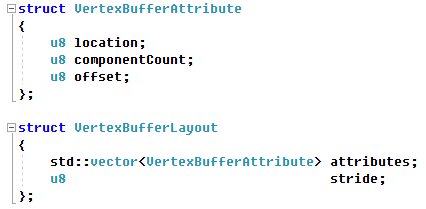 struct VertexBufferAttribute
{
    u8 location;
    u8 componentCount;
    u8 offset;
};
struct VertexBufferLayout
{
    std::vector<VertexBufferAttribute> attributes;
    u8                                 stride;
};